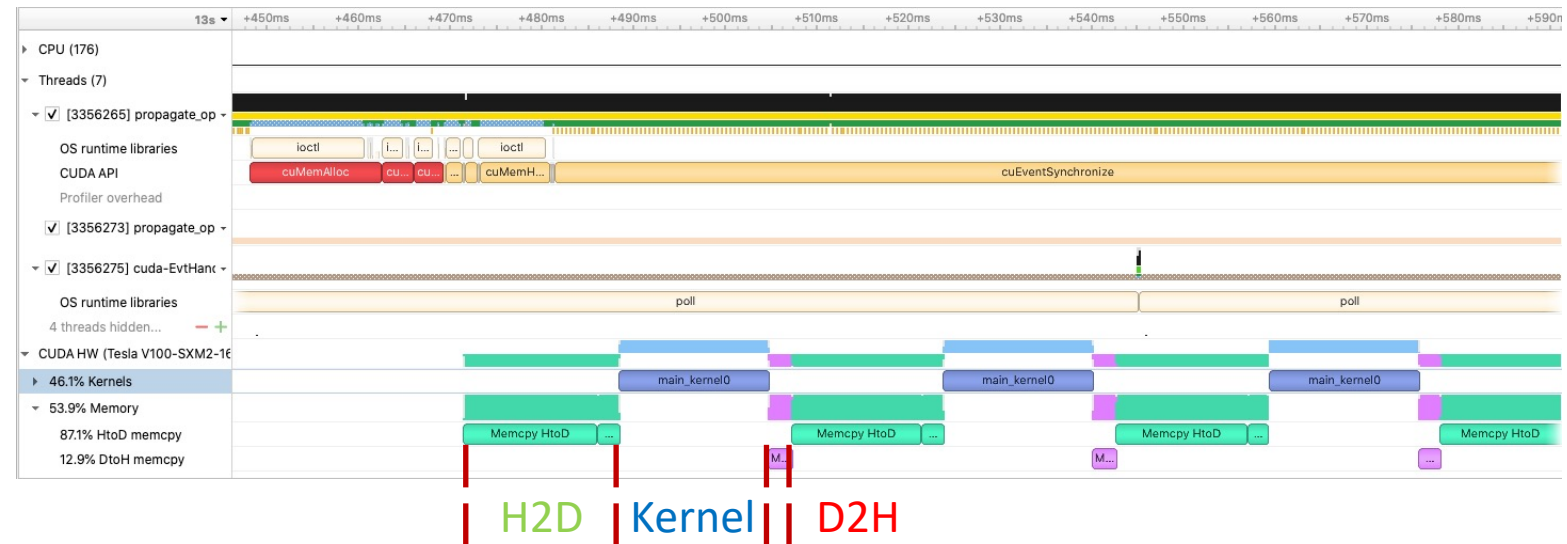 13s +450ms +460ms +470ms +480ms +490ms +500ms +510ms +520ms +530ms +540ms +550ms +560ms +570ms +580ms +590m
CPU (176)
Threads (7)
[3356265] propagate_op
OS runtime libraries ioctl i... i... ... ioctl
CUDA API cuMemAlloc cu... cu... ... cuMemH... cuEventSynchronize
Profiler overhead
[3356273] propagate_op
[3356275] cuda-EvtHanc
OS runtime libraries poll poll
4 threads hidden... − +
CUDA HW (Tesla V100-SXM2-16
46.1% Kernels main_kernel0 main_kernel0 main_kernel0
53.9% Memory
87.1% HtoD memcpy Memcpy HtoD ... Memcpy HtoD ... Memcpy HtoD ... Memcpy HtoD
12.9% DtoH memcpy M... M... ...
H2D Kernel D2H